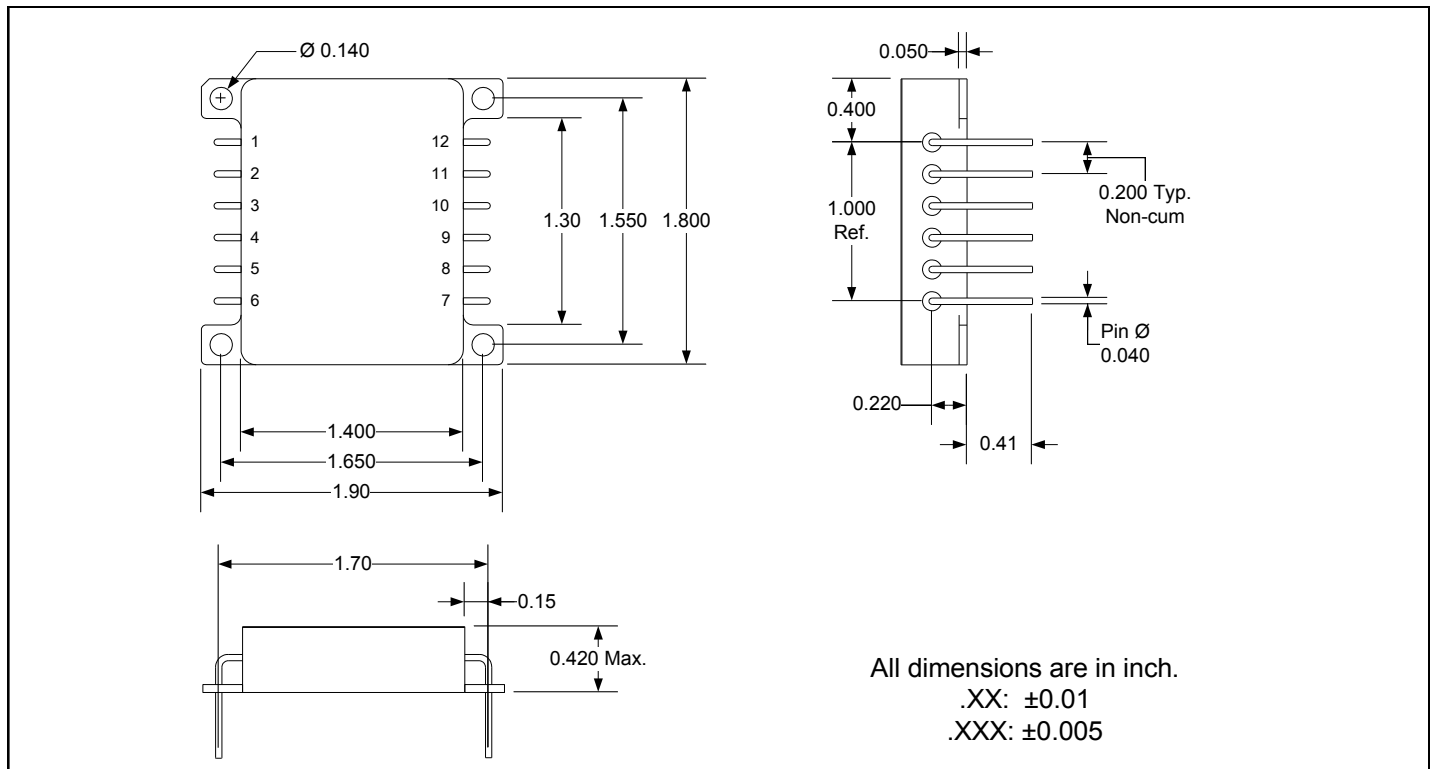 Ø 0.140
1
2
3
4
5
6
12
11
10
9
8
7
1.30
1.550
1.800
1.400
1.650
1.90
0.050
0.400
1.000
Ref.
0.200 Typ.
Non-cum
Pin Ø
0.040
0.220
0.41
1.70
0.15
0.420 Max.
All dimensions are in inch.
.XX: ±0.01
.XXX: ±0.005